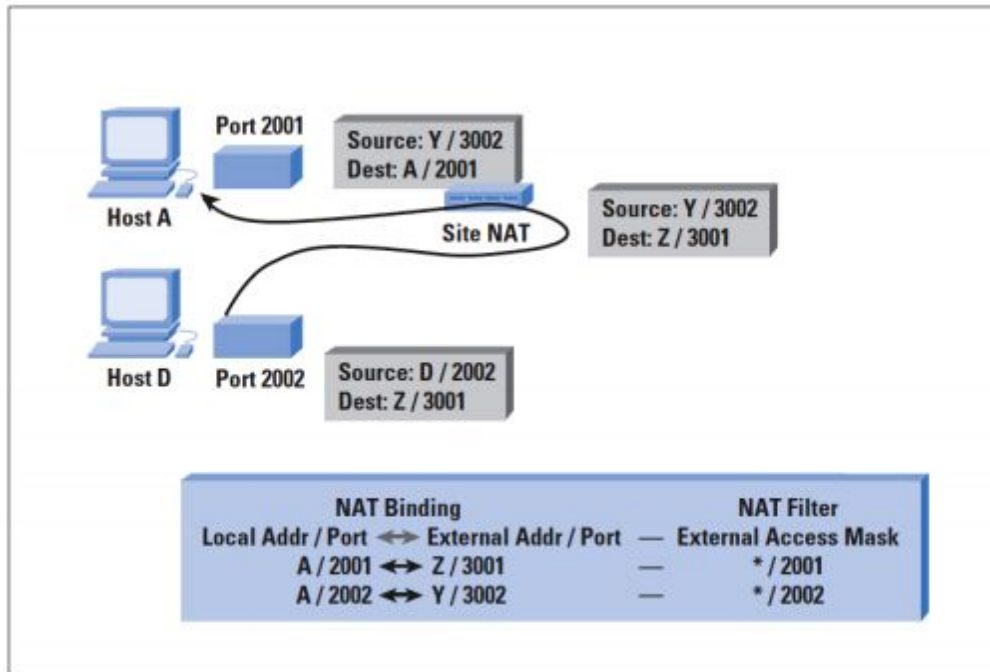 Port 2001
Source: Y / 3002
Dest: A / 2001
Host A
Site NAT
Source: Y / 3002
Dest: Z / 3001
Host D
Port 2002
Source: D / 2002
Dest: Z / 3001
NAT Binding NAT Filter
Local Addr / Port ↔ External Addr / Port — External Access Mask
A / 2001 ↔ Z / 3001 — * / 2001
A / 2002 ↔ Y / 3002 — * / 2002